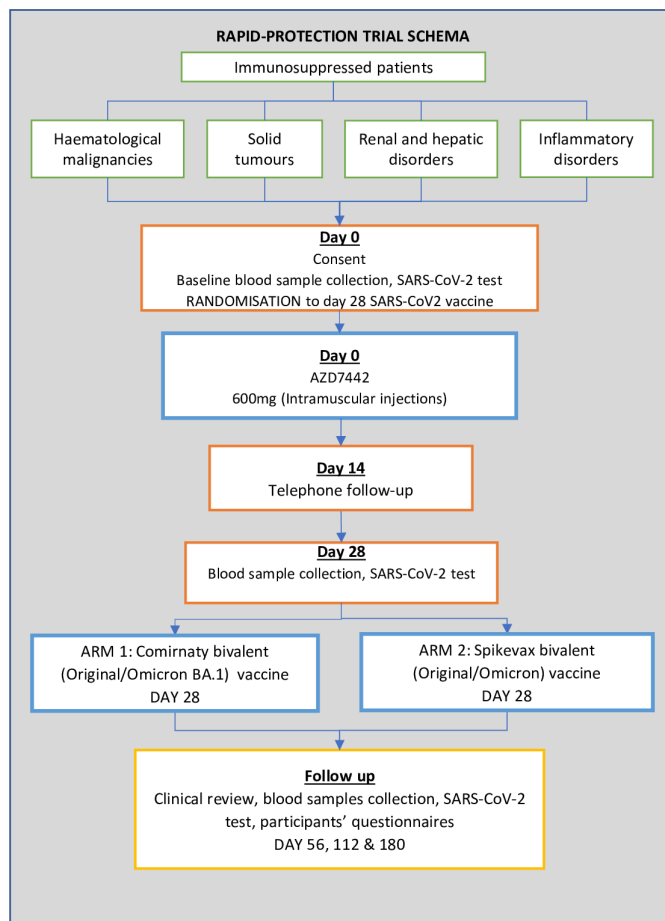 RAPID-PROTECTION TRIAL SCHEMA
Immunosuppressed patients
Haematological
malignancies
Solid
tumours
Renal and hepatic
disorders
Inflammatory
disorders
Day 0
Consent
Baseline blood sample collection, SARS-CoV-2 test
RANDOMISATION to day 28 SARS-CoV2 vaccine
Day 0
AZD7442
600mg (Intramuscular injections)
Day 14
Telephone follow-up
Day 28
Blood sample collection, SARS-CoV-2 test
ARM 1: Comirnaty bivalent
(Original/Omicron BA.1) vaccine
DAY 28
ARM 2: Spikevax bivalent
(Original/Omicron) vaccine
DAY 28
Follow up
Clinical review, blood samples collection, SARS-CoV-2
test, participants’ questionnaires
DAY 56, 112 & 180